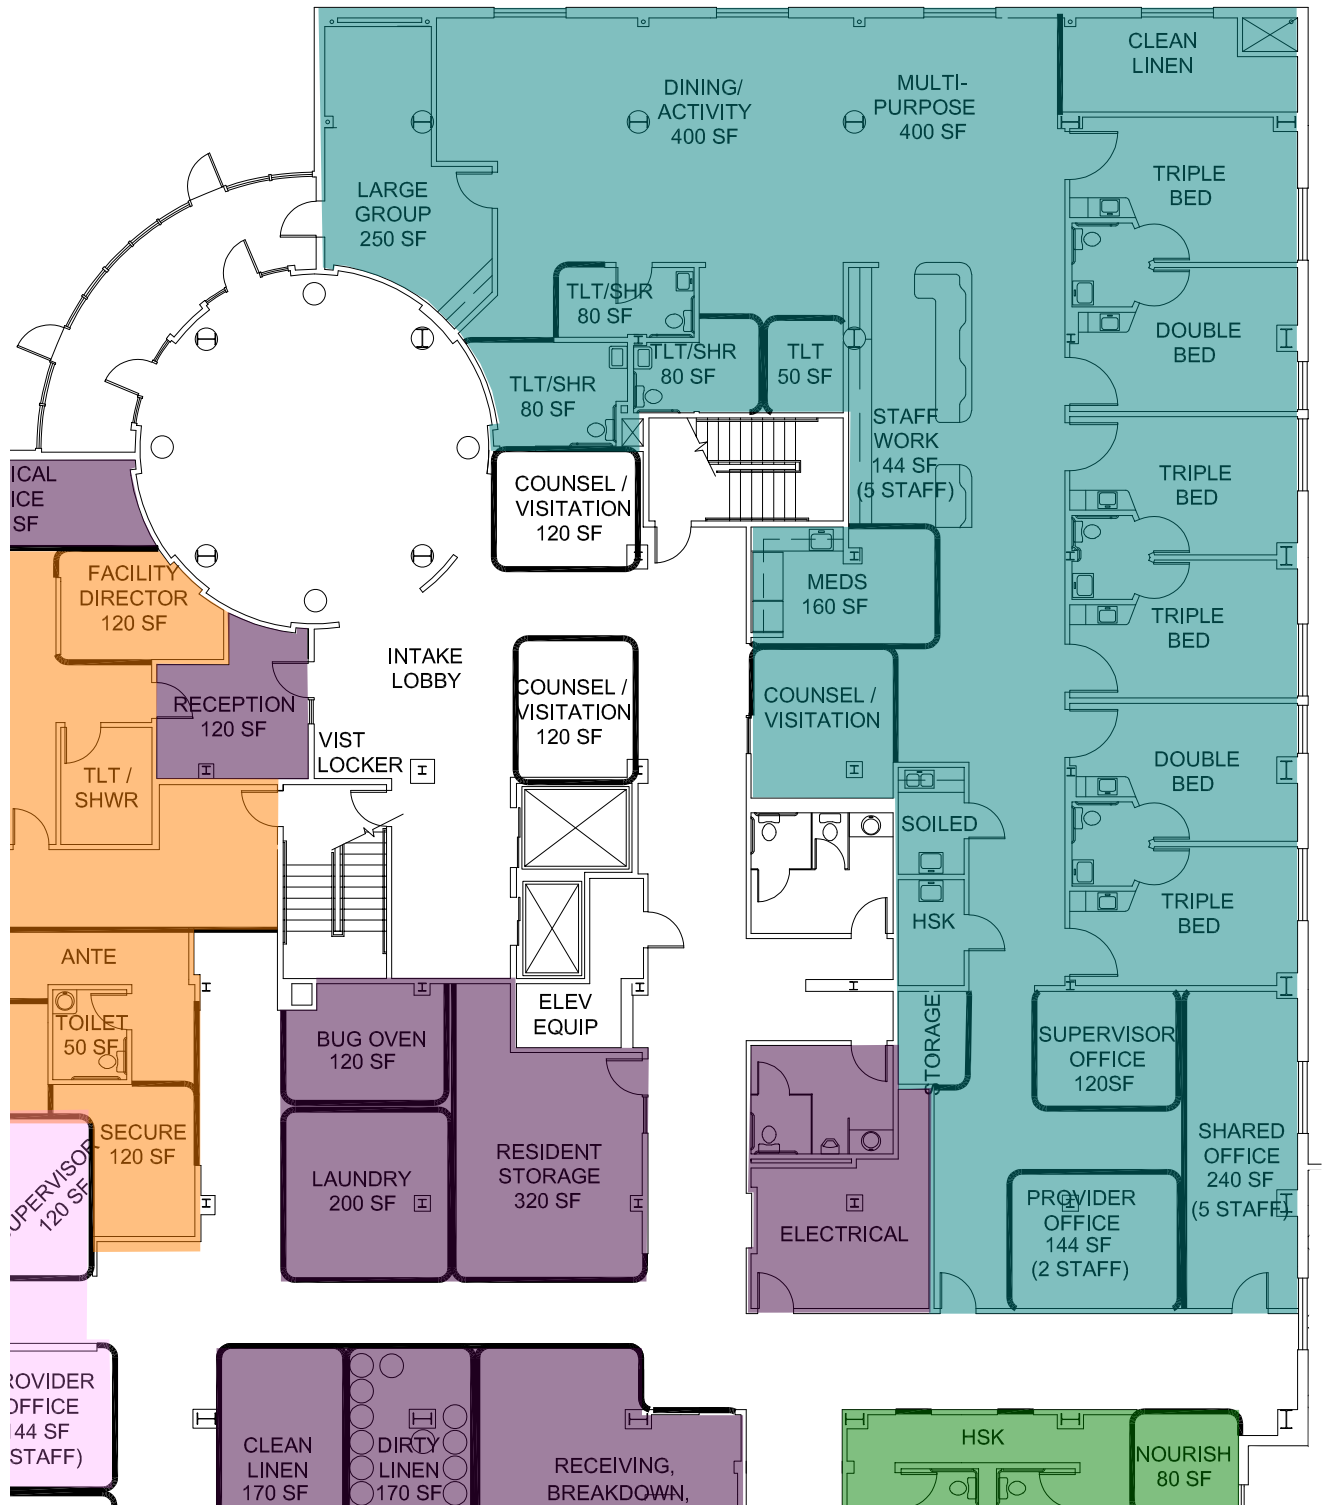 CLEAN
LINEN
DINING/
ACTIVITY
400 SF
MULTI-
PURPOSE
400 SF
TRIPLE
BED
LARGE
GROUP
250 SF
TLT/SHR
80 SF
DOUBLE
BED
TLT/SHR
80 SF
TLT
50 SF
TLT/SHR
80 SF
STAFF
WORK
144 SF
(5 STAFF)
ICAL
ICE
SF
COUNSEL /
VISITATION
120 SF
TRIPLE
BED
FACILITY
DIRECTOR
120 SF
MEDS
160 SF
TRIPLE
BED
INTAKE
LOBBY
RECEPTION
120 SF
COUNSEL /
VISITATION
120 SF
COUNSEL /
VISITATION
VIST
LOCKER
TLT /
SHWR
DOUBLE
BED
SOILED
HSK
TRIPLE
BED
ANTE
ELEV
EQUIP
STORAGE
TOILET
50 SF
BUG OVEN
120 SF
SUPERVISOR
OFFICE
120SF
SECURE
120 SF
UPERVISOR
120 SF
LAUNDRY
200 SF
RESIDENT
STORAGE
320 SF
SHARED
OFFICE
240 SF
(5 STAFF)
ELECTRICAL
PROVIDER
OFFICE
144 SF
(2 STAFF)
ROVIDER
OFFICE
144 SF
STAFF)
CLEAN
LINEN
170 SF
DIRTY
LINEN
170 SF
RECEIVING,
BREAKDOWN,
HSK
NOURISH
80 SF